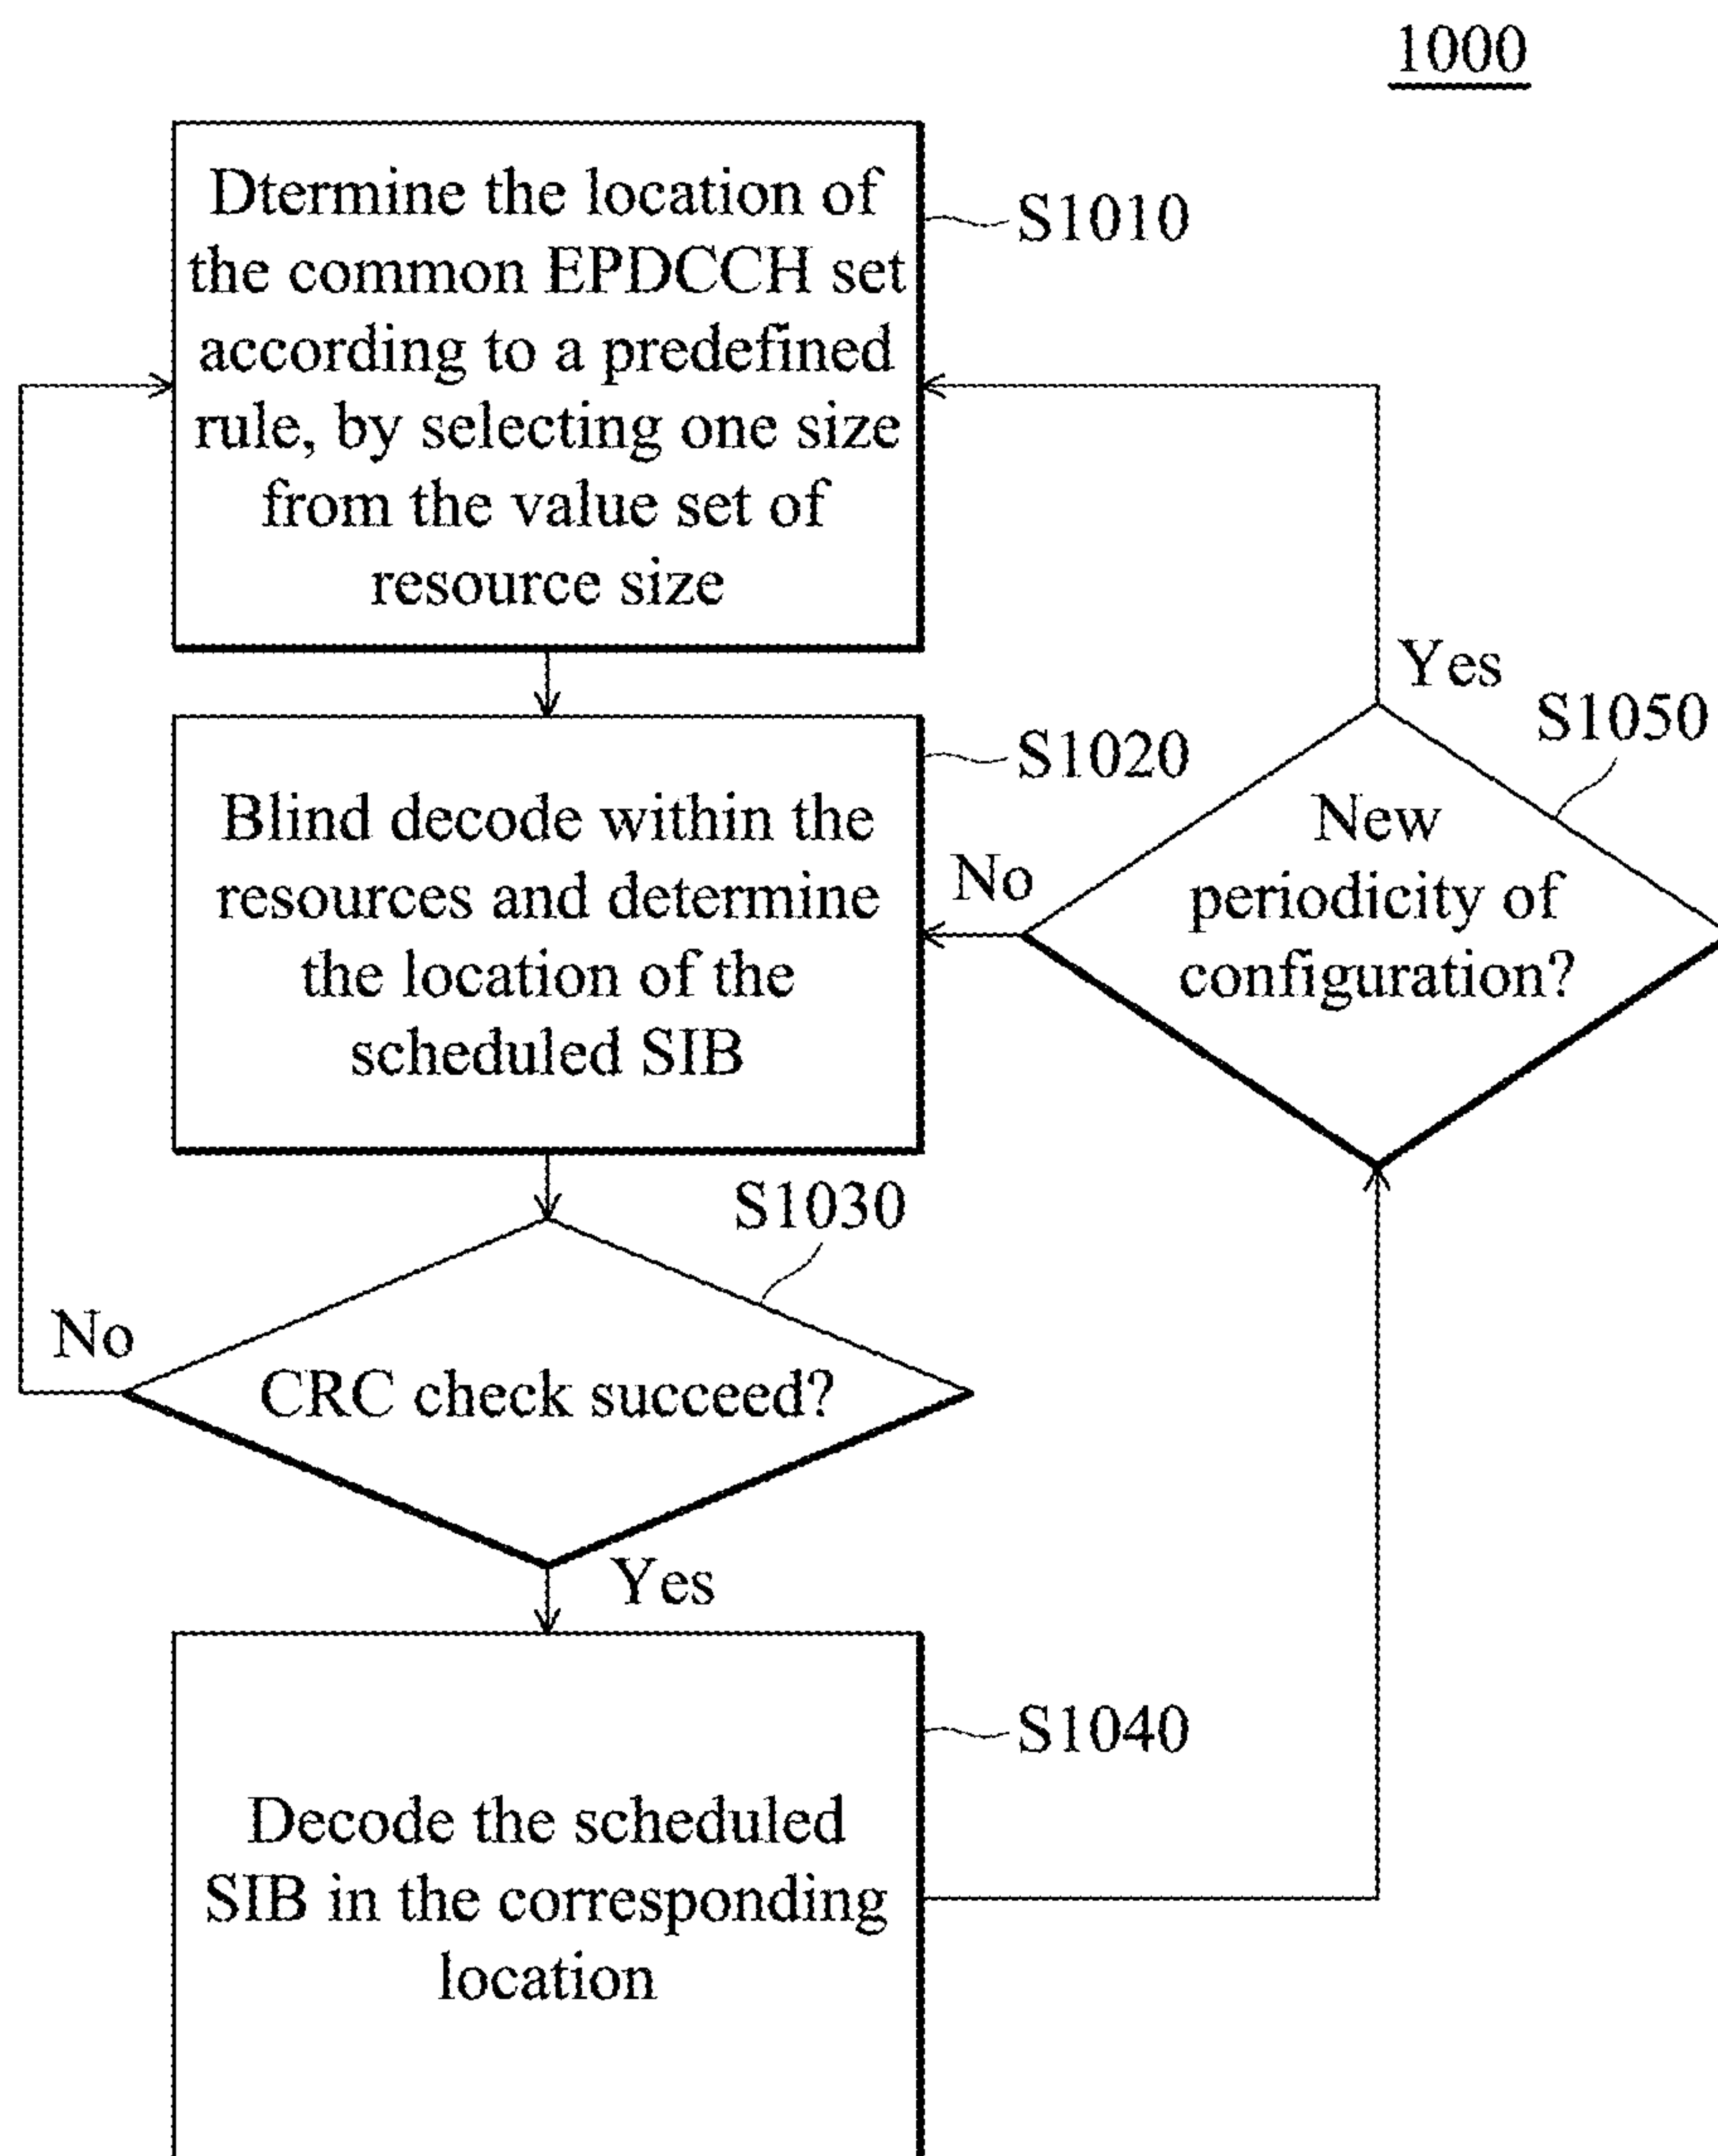 1000
Dtermine the location of
the common EPDCCH set
according to a predefined
rule, by selecting one size
from the value set of
resource size
S1010
Blind decode within the
resources and determine
the location of the
scheduled SIB
S1020
Yes
S1050
New
periodicity of
configuration?
No
S1030
No
CRC check succeed?
Yes
S1040
Decode the scheduled
SIB in the corresponding
location